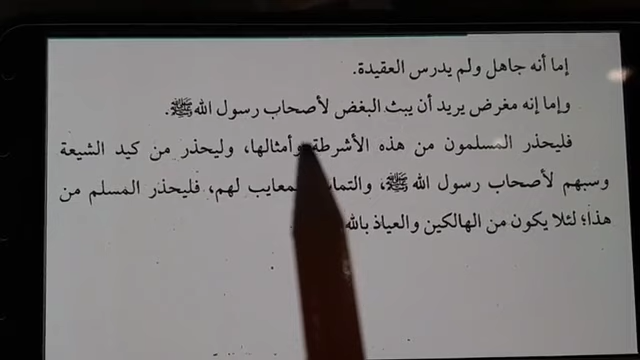 إما أنه جاهل ولم يدرس العقيدة.
وإما إنه مغرض يريد أن يبث البغض لأصحاب رسول الله ﷺ.
فليحذر المسلمون من هذه الأشرطة وأمثالها، وليحذر من كيد الشيعة
وسبهم لأصحاب رسول الله ﷺ، المعايب لهم، فليحذر المسلم من
هذا؛ لئلا يكون من الهالكين والعياذ بالله